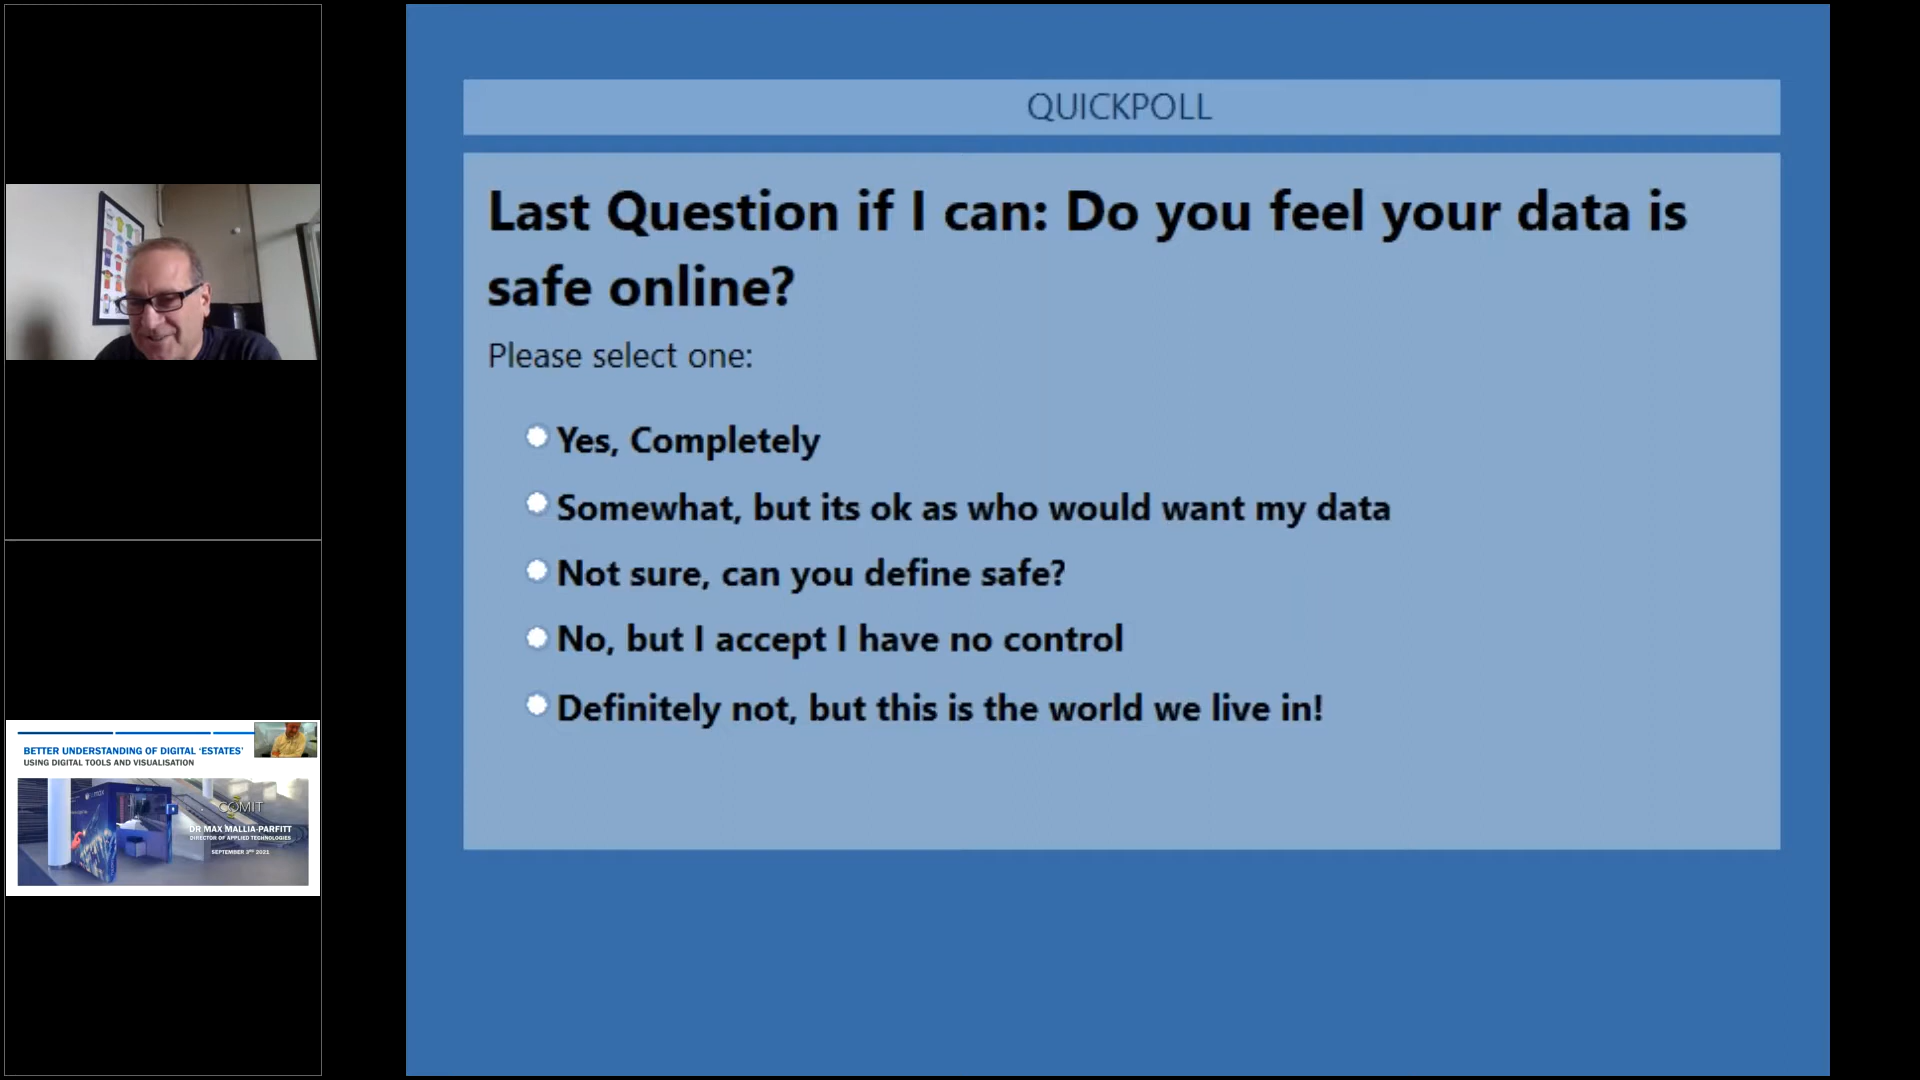 QUICKPOLL
Last Question if I can: Do you feel your data is
safe online?
Please select one:
Yes, Completely
Somewhat, but its ok as who would want my data
Not sure, can you define safe?
No, but I accept I have no control
Definitely not, but this is the world we live in!
BETTER UNDERSTANDING OF DIGITAL ‘ESTATES’
USING DIGITAL TOOLS AND VISUALISATION
COMIT
DR MAX MALLIA-PARFITT
DIRECTOR OF APPLIED TECHNOLOGIES
SEPTEMBER 3RD 2021